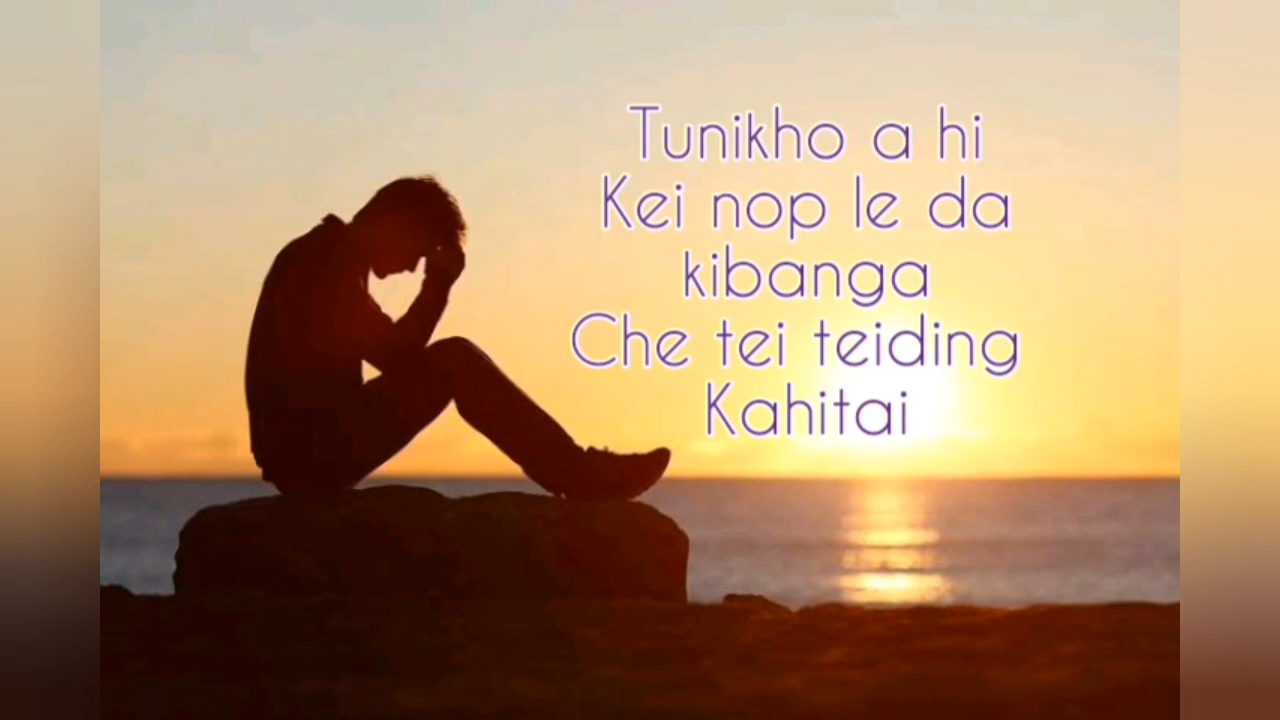 Tunikho a hi
Kei nop le da
kibanga
Che tei teiding
Kahitai